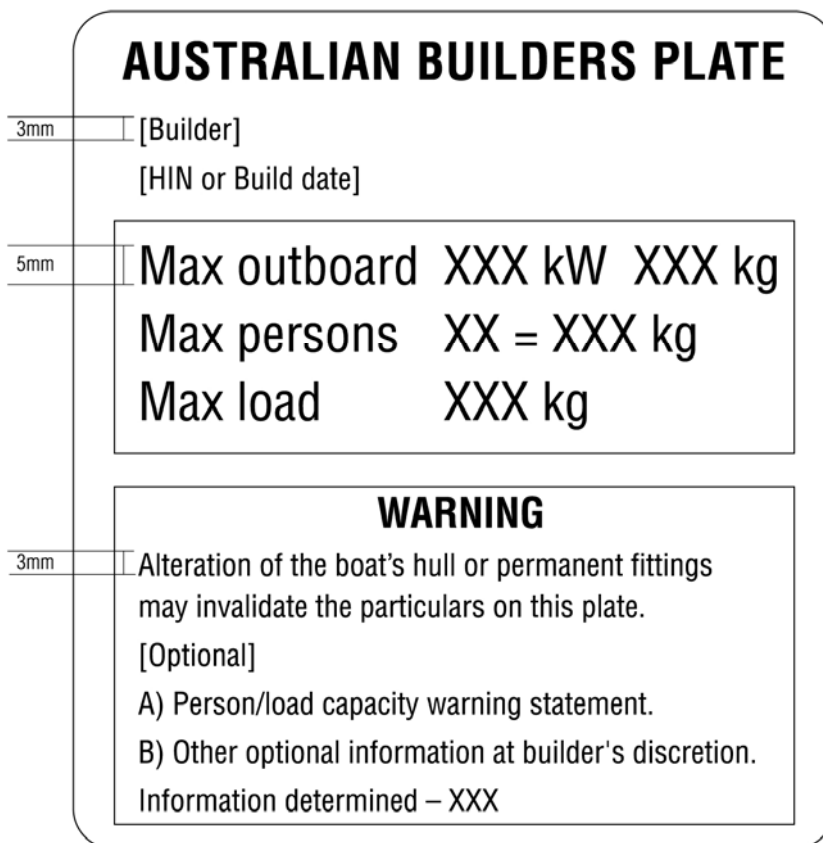 AUSTRALIAN BUILDERS PLATE
3mm
[Builder]
[HIN or Build date]
5mm
Max outboard XXX kW XXX kg
Max persons XX = XXX kg
Max load XXX kg
WARNING
3mm
Alteration of the boat's hull or permanent fittings
may invalidate the particulars on this plate.
[Optional]
A) Person/load capacity warning statement.
B) Other optional information at builder's discretion.
Information determined – XXX